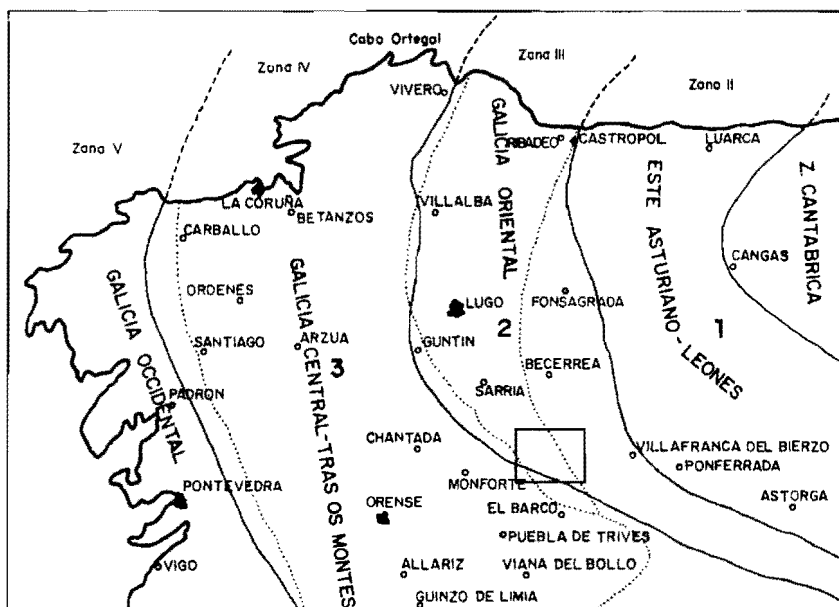 Cabo Ortegal
Zona III
Zona IV
Zona II
VIVERO
Zona V
RIBADEO
CASTROPOL
LUARCA
GALICIA ORIENTAL
ESTE ASTURIANO-LEONES
Z. CANTABRICA
LA CORUÑA
BETANZOS
VILLALBA
CARBALLO
CANGAS
GALICIA OCCIDENTAL
GALICIA CENTRAL-TRAS OS MONTES
ORDENES
LUGO
FONSAGRADA
1
2
3
SANTIAGO
ARZUA
GUNTIN
BECERREA
SARRIA
PADRON
CHANTADA
VILLAFRANCA DEL BIERZO
PONFERRADA
MONFORTE
PONTEVEDRA
ORENSE
EL BARCO
ASTORGA
PUEBLA DE TRIVES
VIGO
ALLARIZ
VIANA DEL BOLLO
GUINZO DE LIMIA